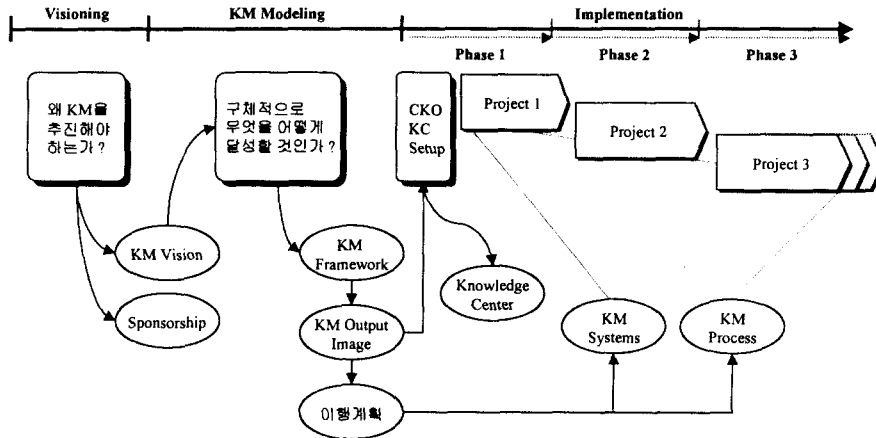 Visioning
KM Modeling
Implementation
Phase 1
Phase 2
Phase 3
왜 KM을
추진해야
하는가?
구체적으로
무엇을 어떻게
달성할 것인가?
CKO
KC
Setup
Project 1
Project 2
Project 3
KM Vision
KM
Framework
Sponsorship
Knowledge
Center
KM Output
Image
KM
Systems
KM
Process
이행계획